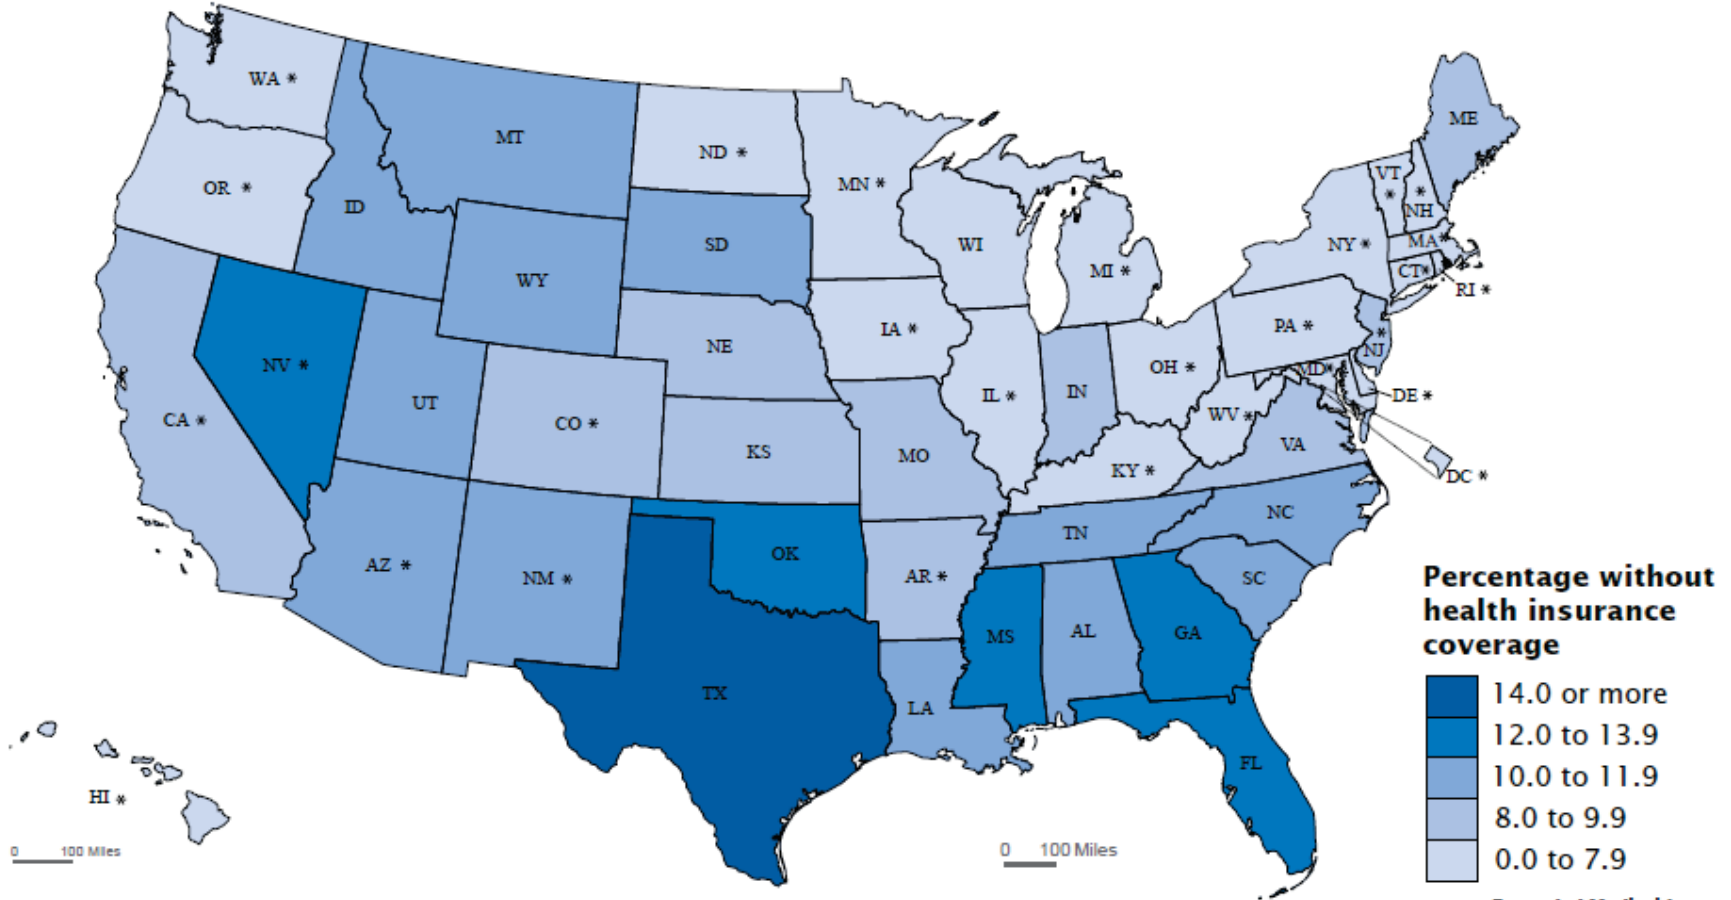 WA *
MT
ND *
MN *
ME
VT
*
*
NH
OR *
ID
SD
WI
MI *
NY *
MA *
CT *
RI *
WY
NV *
NE
IA *
PA *
*
NJ
OH *
MD *
DE *
UT
CO *
CA *
IL *
IN
WV *
KS
MO
KY *
VA
DC *
AZ *
NM *
OK
AR *
TN
NC
SC
MS
AL
GA
TX
LA
FL
HI *
0 100 Miles
0 100 Miles
Percentage without
health insurance
coverage
14.0 or more
12.0 to 13.9
10.0 to 11.9
8.0 to 9.9
0.0 to 7.9